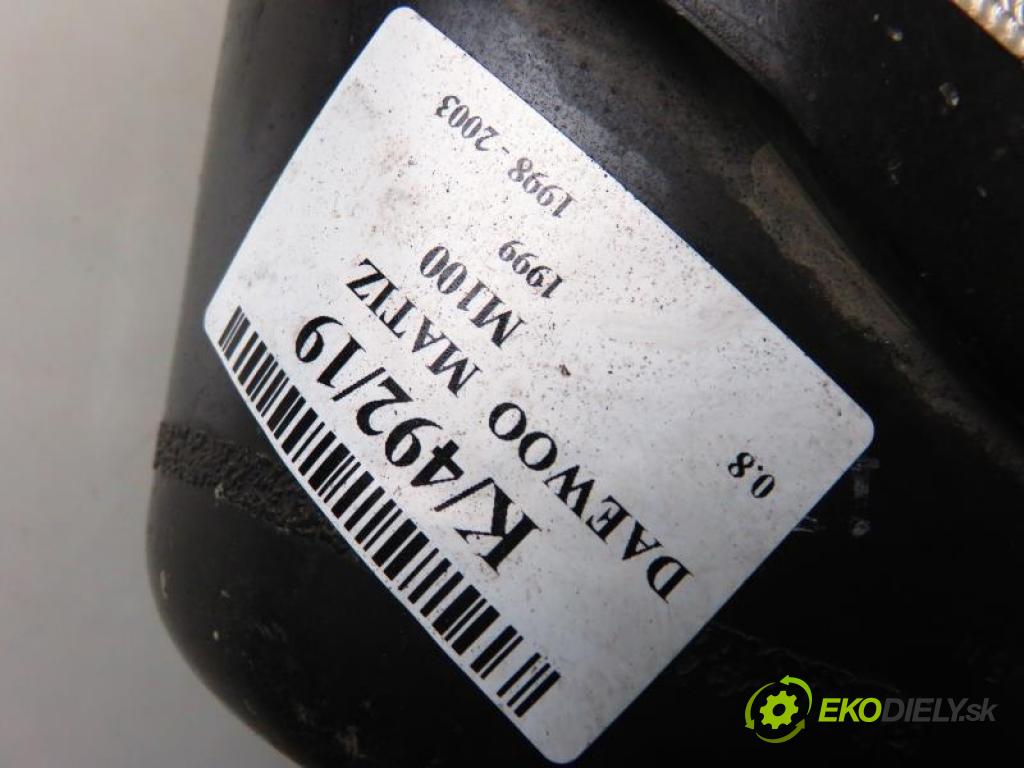 K/492/19
DAEWOO MATIZ
M100
0.8
1999
1998 - 2003
EKODIELY.sk